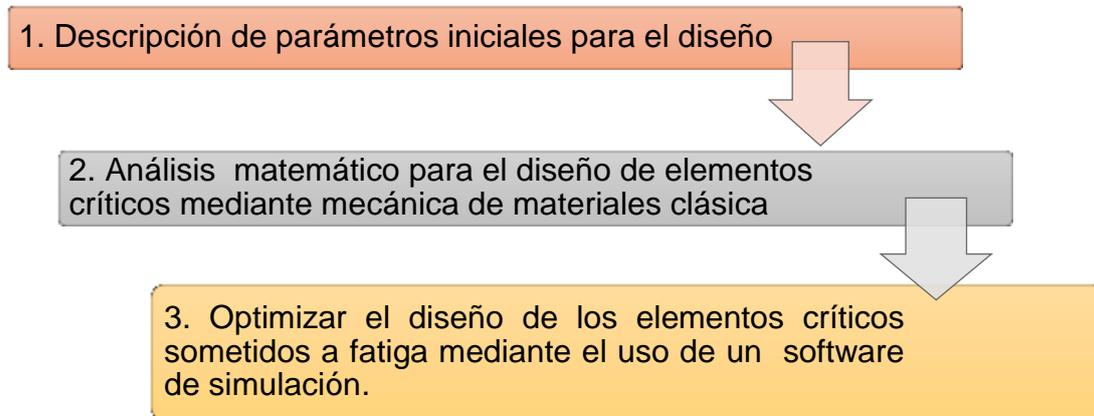 1. Descripción de parámetros iniciales para el diseño
2. Análisis  matemático para el diseño de elementos
críticos mediante mecánica de materiales clásica
3. Optimizar el diseño de los elementos críticos
sometidos a fatiga mediante el uso de un  software
de simulación.